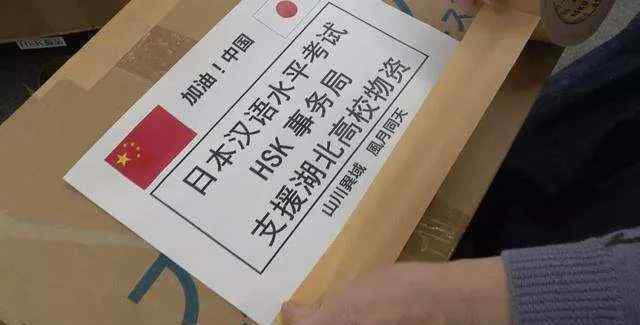 加油！中国
日本汉语水平考试
HSK 事务局
支援湖北高校物资
山川異域 風月同天